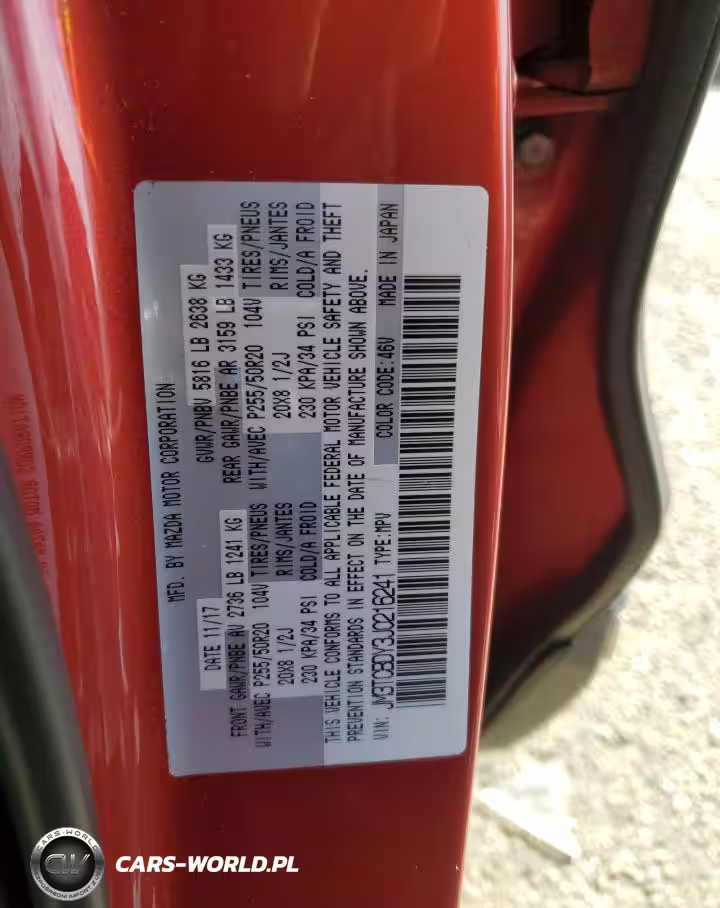 MFD. BY MAZDA MOTOR CORPORATION
DATE 11/17 GVWR/PNBV 5816 LB 2638 KG
FRONT GAWR/PNBE AV 2736 LB 1241 KG REAR GAWR/PNBE AR 3159 LB 1433 KG
WITH/AVEC P255/50R20 104V TIRES/PNEUS WITH/AVEC P255/50R20 104V TIRES/PNEUS
20X8 1/2J RIMS/JANTES 20X8 1/2J RIMS/JANTES
230 KPA/34 PSI COLD/A FROID 230 KPA/34 PSI COLD/A FROID
THIS VEHICLE CONFORMS TO ALL APPLICABLE FEDERAL MOTOR VEHICLE SAFETY AND THEFT
PREVENTION STANDARDS IN EFFECT ON THE DATE OF MANUFACTURE SHOWN ABOVE.
VIN: JM3TCBDY3J0216241 TYPE:MPV COLOR CODE:46V MADE IN JAPAN
CARS-WORLD
CW
CARS-WORLD.PL